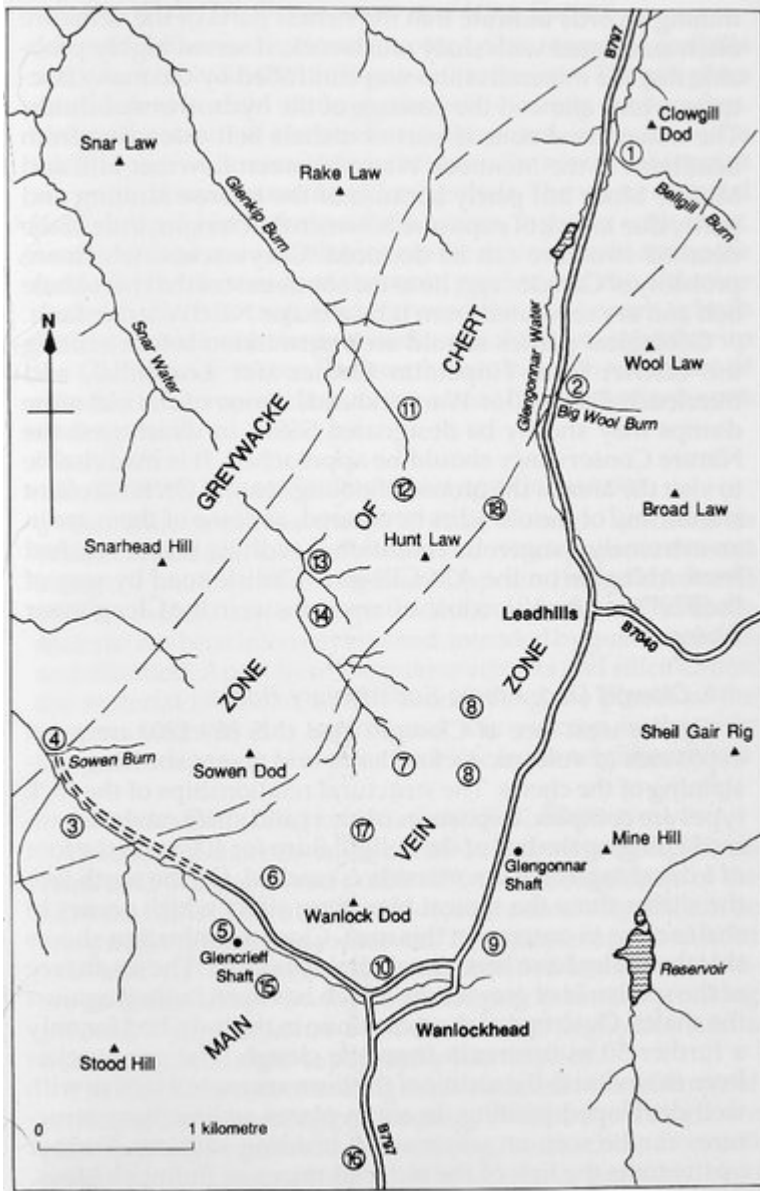 B797
Clowgill
Dod
①
Bellgill Burn
Snar Law
Glenkip Burn
Rake Law
N
Snar Water
CHERT
Glengonnar Water
Wool Law
②
Big Wool Burn
GREYWACKE
⑪
⑫
OF
⑱
Broad Law
Snarhead Hill
⑬
Hunt Law
⑭
Leadhills
B7040
ZONE
ZONE
⑧
Sheil Gair Rig
④
Sowen Burn
Sowen Dod
⑦
⑧
③
⑰
VEIN
Mine Hill
Glengonnar
Shaft
⑥
Wanlock Dod
⑤
Glencrieff
Shaft
⑨
⑩
Reservoir
⑮
MAIN
Wanlockhead
Stood Hill
0 1 kilometre
B797
⑯